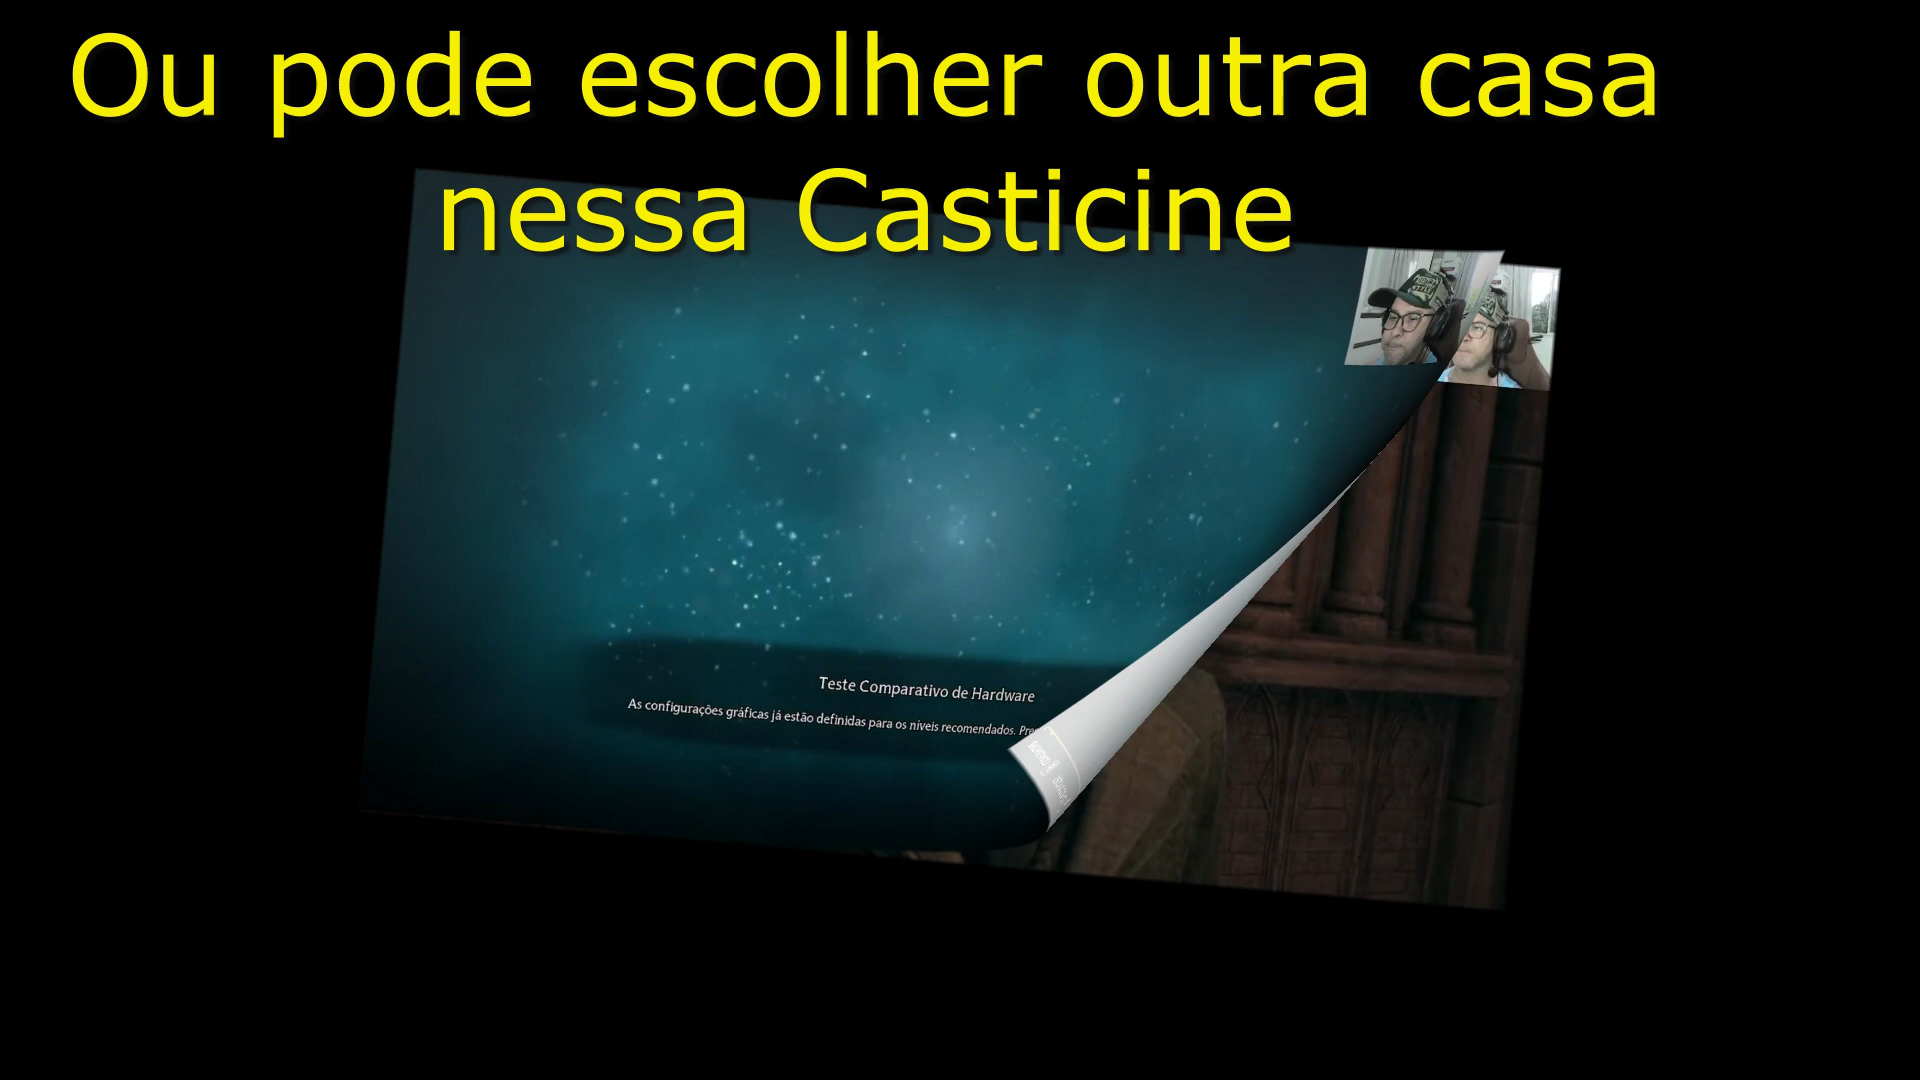 Ou pode escolher outra casa
nessa Casticine
Teste Comparativo de Hardware
As configurações gráficas já estão definidas para os níveis recomendados.